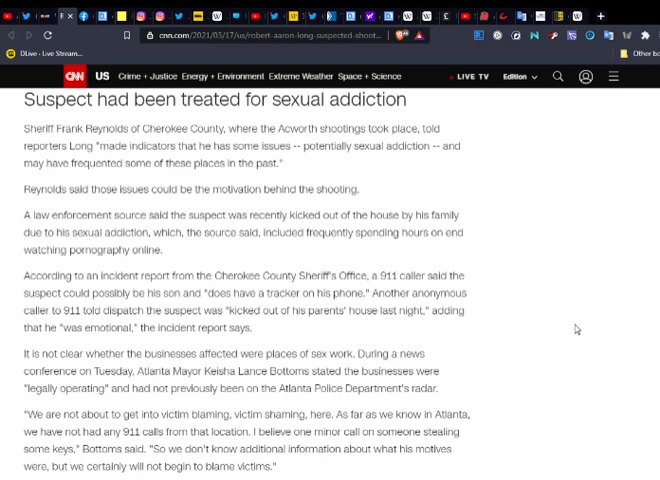 cnn.com/2021/03/17/us/robert-aaron-long-suspected-shoot...
DLive - Live Stream...
Other bo
CNN US Crime + Justice Energy + Environment Extreme Weather Space + Science LIVE TV Edition
Suspect had been treated for sexual addiction
Sheriff Frank Reynolds of Cherokee County, where the Acworth shootings took place, told
reporters Long "made indicators that he has some issues -- potentially sexual addiction -- and
may have frequented some of these places in the past."
Reynolds said those issues could be the motivation behind the shooting.
A law enforcement source said the suspect was recently kicked out of the house by his family
due to his sexual addiction, which, the source said, included frequently spending hours on end
watching pornography online.
According to an incident report from the Cherokee County Sheriff's Office, a 911 caller said the
suspect could possibly be his son and "does have a tracker on his phone." Another anonymous
caller to 911 told dispatch the suspect was "kicked out of his parents' house last night," adding
that he "was emotional," the incident report says.
It is not clear whether the businesses affected were places of sex work. During a news
conference on Tuesday, Atlanta Mayor Keisha Lance Bottoms stated the businesses were
"legally operating" and had not previously been on the Atlanta Police Department's radar.
"We are not about to get into victim blaming, victim shaming, here. As far as we know in Atlanta,
we have not had any 911 calls from that location. I believe one minor call on someone stealing
some keys," Bottoms said. "So we don't know additional information about what his motives
were, but we certainly will not begin to blame victims."